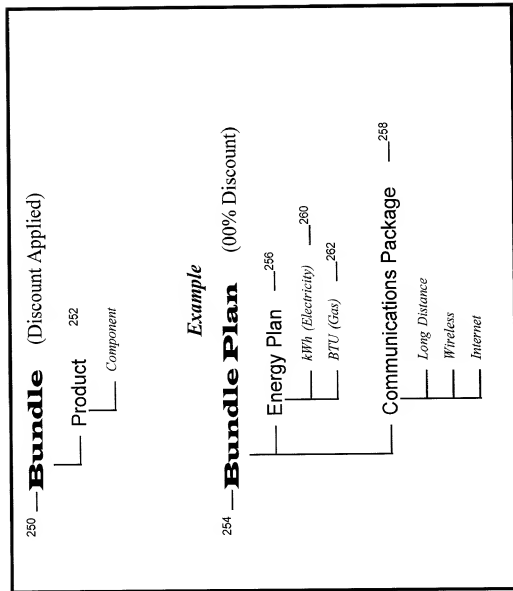 250 Bundle (Discount Applied)
Product 252
Component
Example
254 Bundle Plan (00% Discount)
Energy Plan 256
kWh (Electricity) 260
BTU (Gas) 262
Communications Package 258
Long Distance
Wireless
Internet